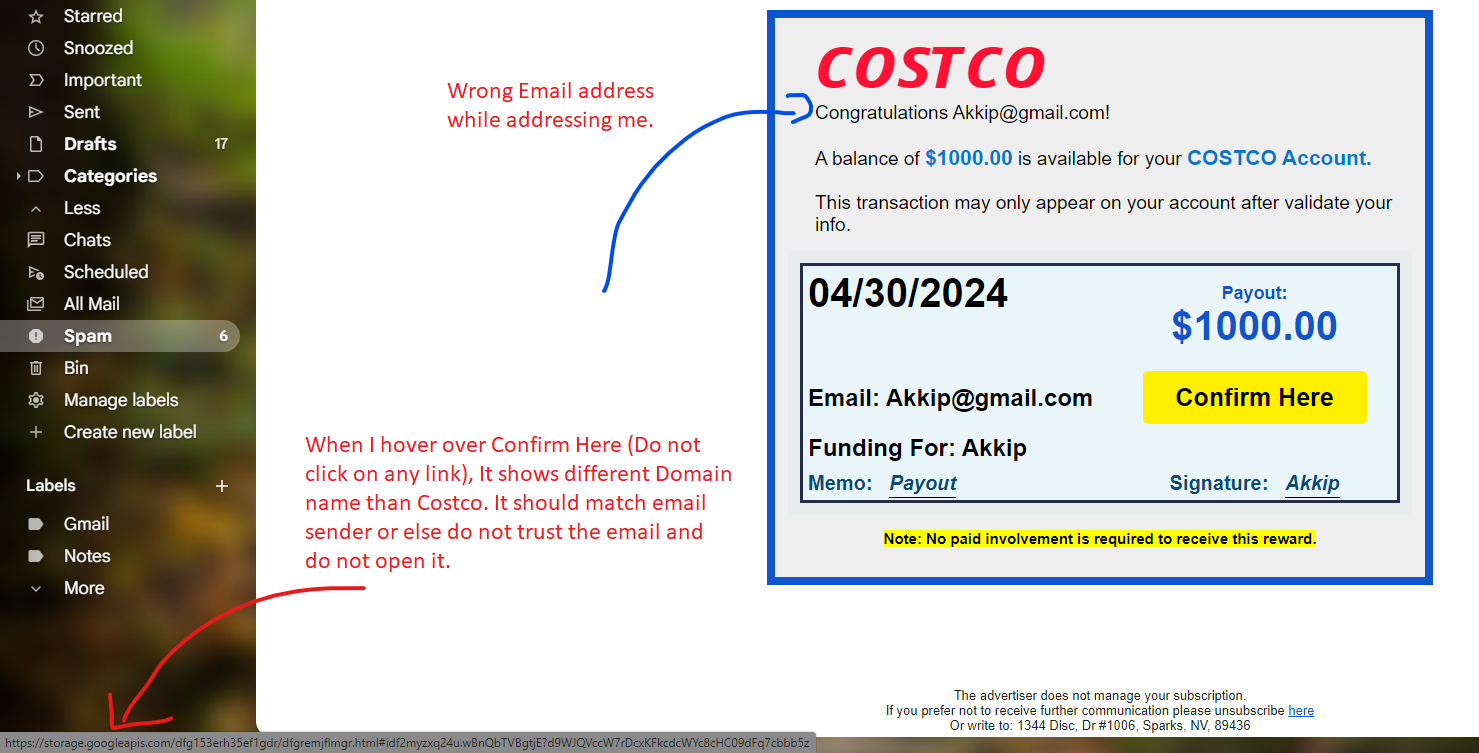 Starred
Snoozed
Important
Sent
Drafts 17
Categories
Less
Chats
Scheduled
All Mail
Spam 6
Bin
Manage labels
Create new label
Labels +
Gmail
Notes
More
Wrong Email address
while addressing me.
When I hover over Confirm Here (Do not
click on any link), It shows different Domain
name than Costco. It should match email
sender or else do not trust the email and
do not open it.
COSTCO
Congratulations Akkip@gmail.com!
A balance of $1000.00 is available for your COSTCO Account.
This transaction may only appear on your account after validate your
info.
04/30/2024
Payout:
$1000.00
Email: Akkip@gmail.com
Confirm Here
Funding For: Akkip
Memo: Payout Signature: Akkip
Note: No paid involvement is required to receive this reward.
The advertiser does not manage your subscription.
If you prefer not to receive further communication please unsubscribe here
Or write to: 1344 Disc, Dr #1006, Sparks, NV, 89436
https://storage.googleapis.com/dfg153erh35ef1gdr/dfgremjflmgr.html#idf2myzxq24u.wBnQbTVBgtjE?d9WJQVccW7rDcxKFkcdcWYc8cHC09dFq7cbbb5z